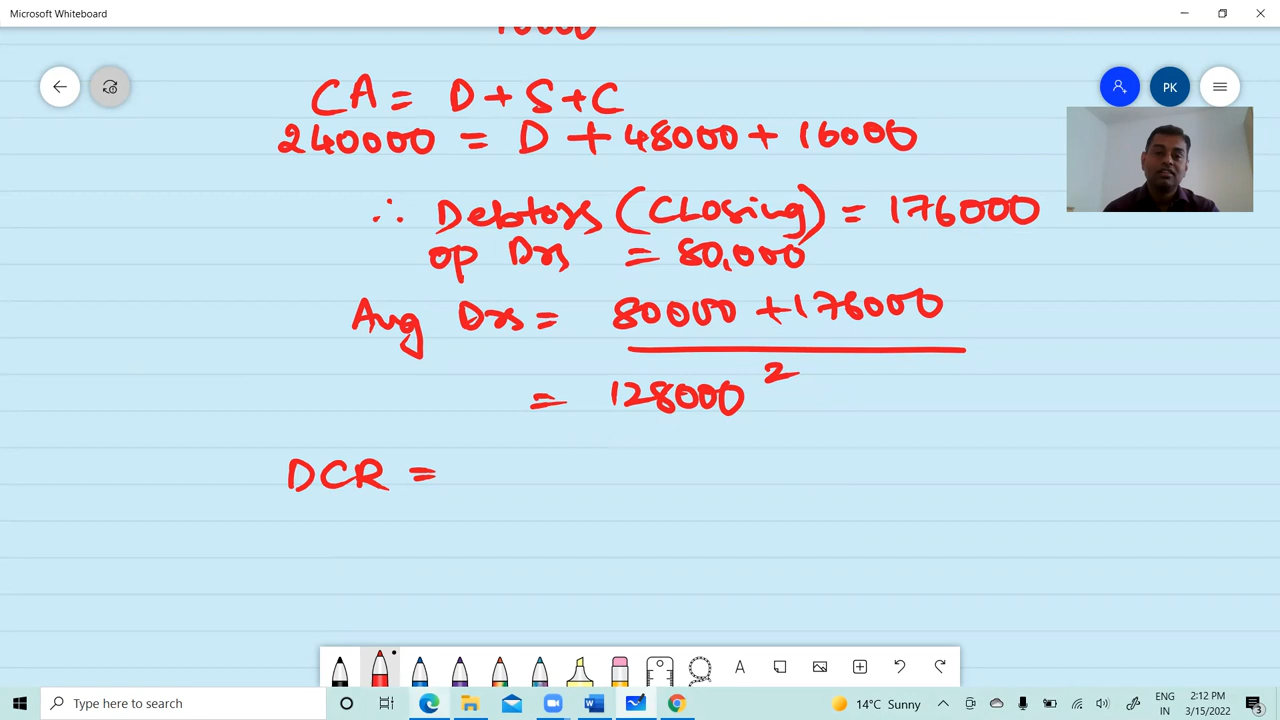 Microsoft Whiteboard
CA = D + S + C
240000 = D + 48000 + 16000
∴ Debtors (Closing) = 176000
op Drs = 80,000
Avg Drs = 80000 + 176000
2
= 128000
DCR =
PK
A
Type here to search
14°C Sunny
ENG
IN
2:12 PM
3/15/2022
3